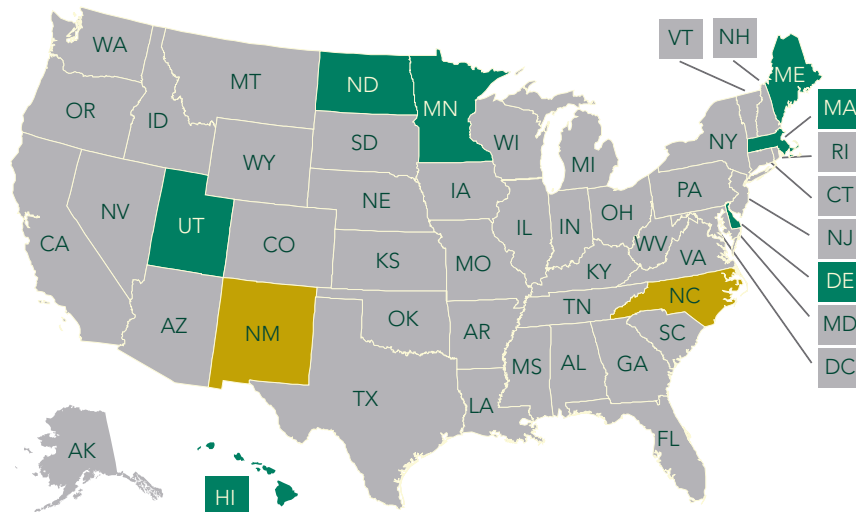 WA
VT
NH
ME
MT
ND
MN
MA
OR
ID
SD
WI
NY
RI
MI
WY
IA
PA
CT
NE
NV
UT
OH
IL
IN
NJ
CA
CO
WV
VA
KS
MO
KY
DE
NC
TN
AZ
NM
OK
AR
SC
MD
MS
AL
GA
DC
TX
LA
FL
AK
HI